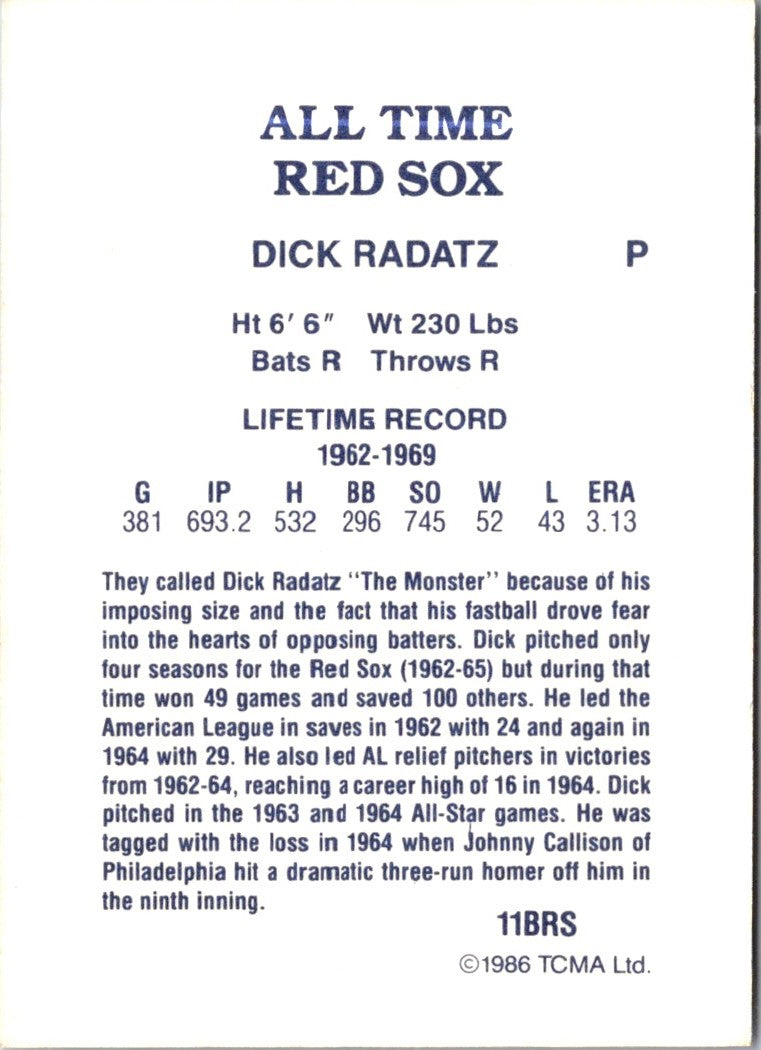 ALL TIME
RED SOX
DICK RADATZ P
Ht 6' 6" Wt 230 Lbs
Bats R Throws R
LIFETIME RECORD
1962-1969
G IP H BB SO W L ERA
381 693.2 532 296 745 52 43 3.13
They called Dick Radatz "The Monster" because of his
imposing size and the fact that his fastball drove fear
into the hearts of opposing batters. Dick pitched only
four seasons for the Red Sox (1962-65) but during that
time won 49 games and saved 100 others. He led the
American League in saves in 1962 with 24 and again in
1964 with 29. He also led AL relief pitchers in victories
from 1962-64, reaching a career high of 16 in 1964. Dick
pitched in the 1963 and 1964 All-Star games. He was
tagged with the loss in 1964 when Johnny Callison of
Philadelphia hit a dramatic three-run homer off him in
the ninth inning.
11BRS
©1986 TCMA Ltd.